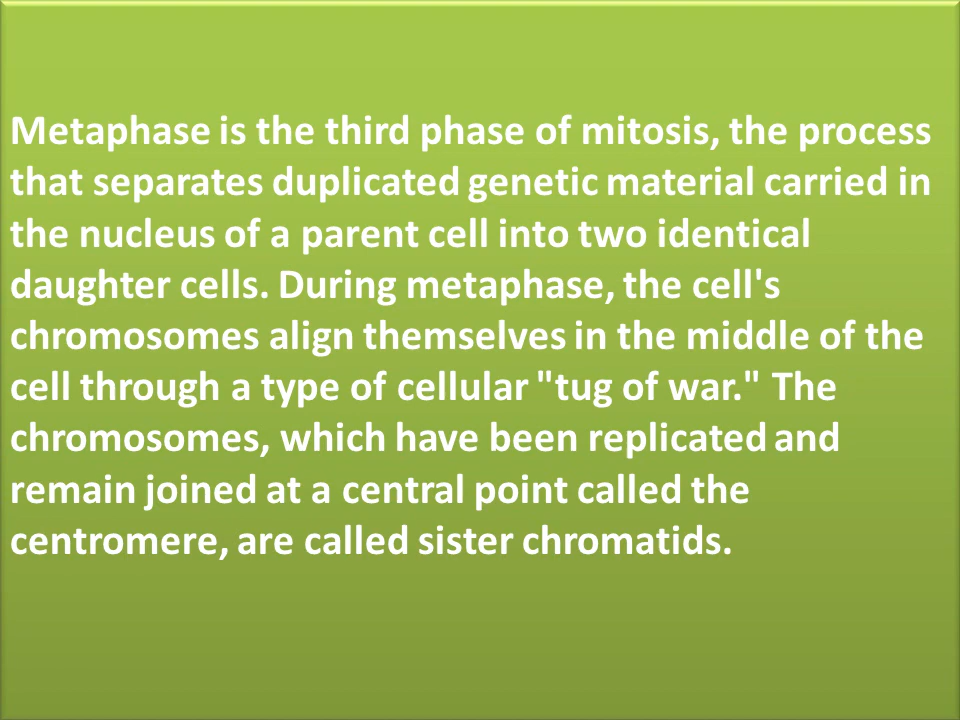 Metaphase is the third phase of mitosis, the process
that separates duplicated genetic material carried in
the nucleus of a parent cell into two identical
daughter cells. During metaphase, the cell's
chromosomes align themselves in the middle of the
cell through a type of cellular "tug of war." The
chromosomes, which have been replicated and
remain joined at a central point called the
centromere, are called sister chromatids.